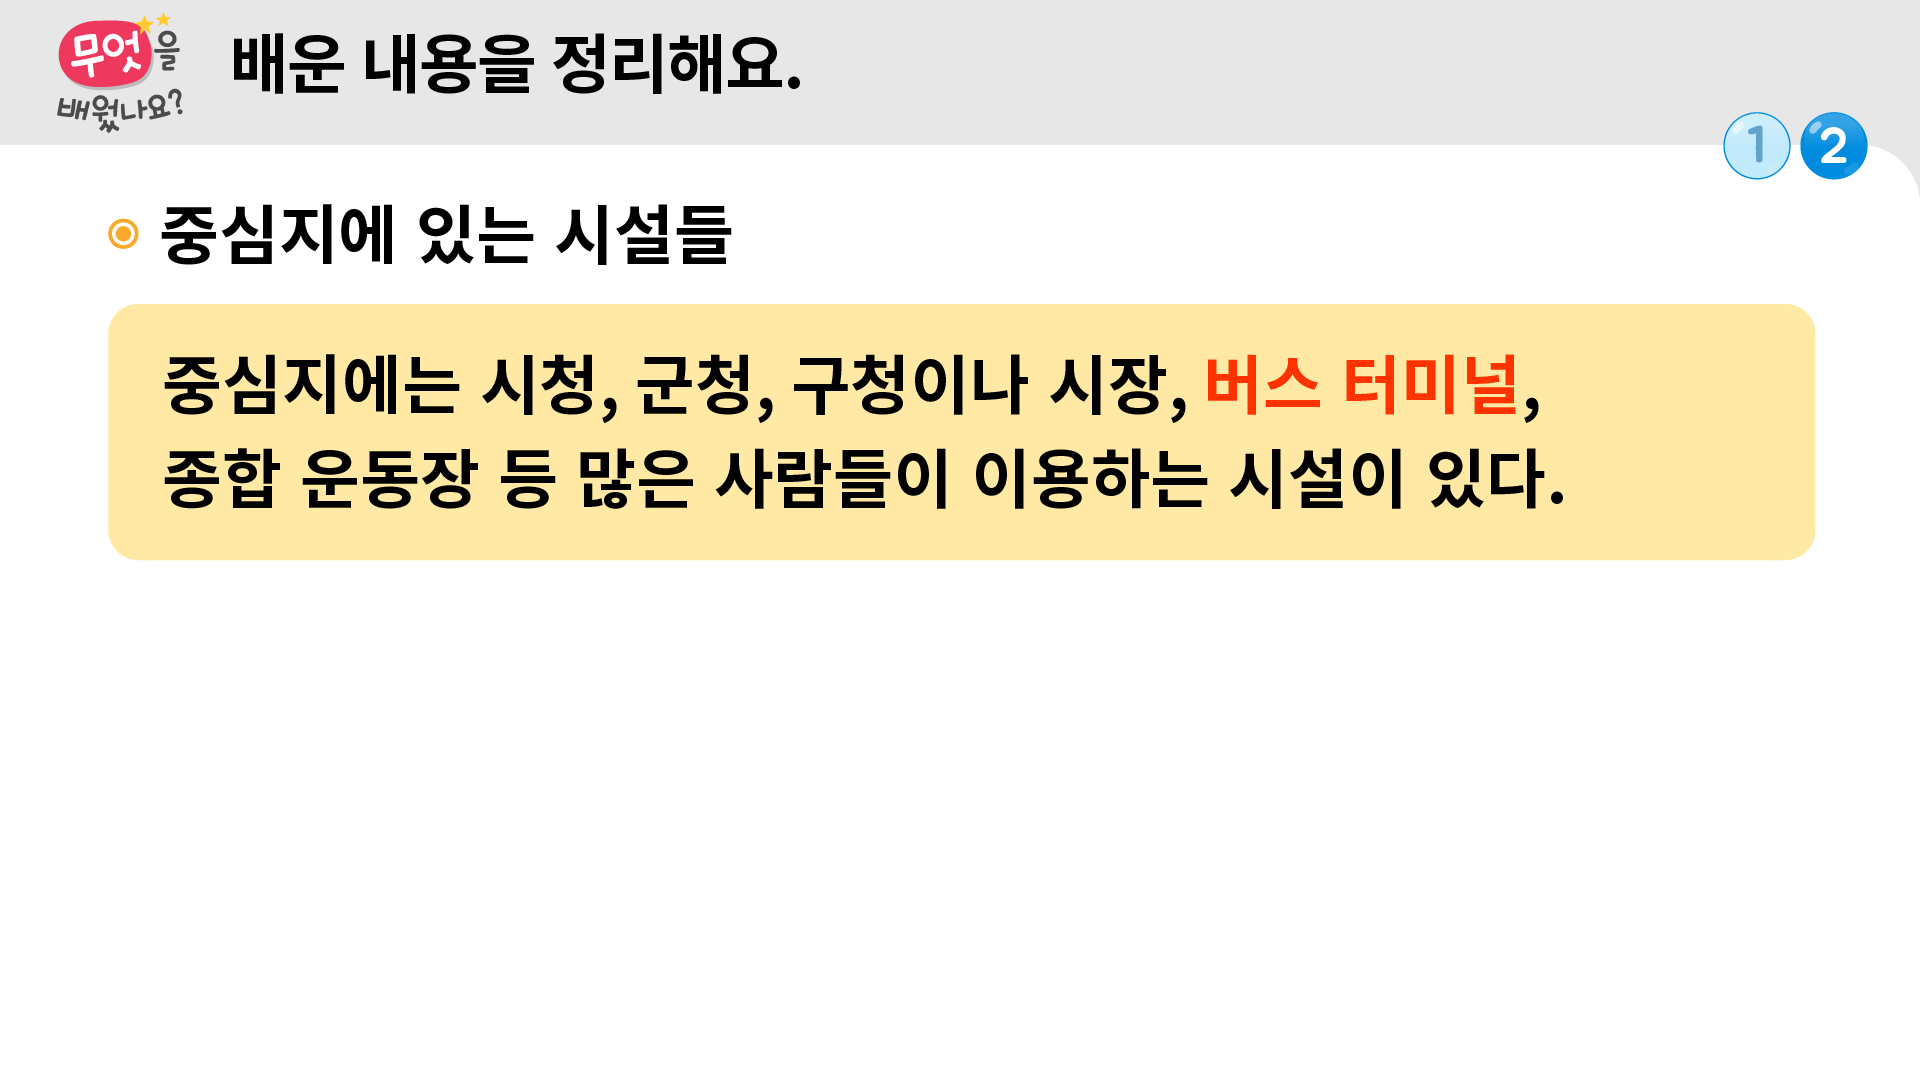 무엇을
배웠나요?
배운 내용을 정리해요.
1 2
중심지에 있는 시설들
중심지에는 시청, 군청, 구청이나 시장, 버스 터미널,
종합 운동장 등 많은 사람들이 이용하는 시설이 있다.